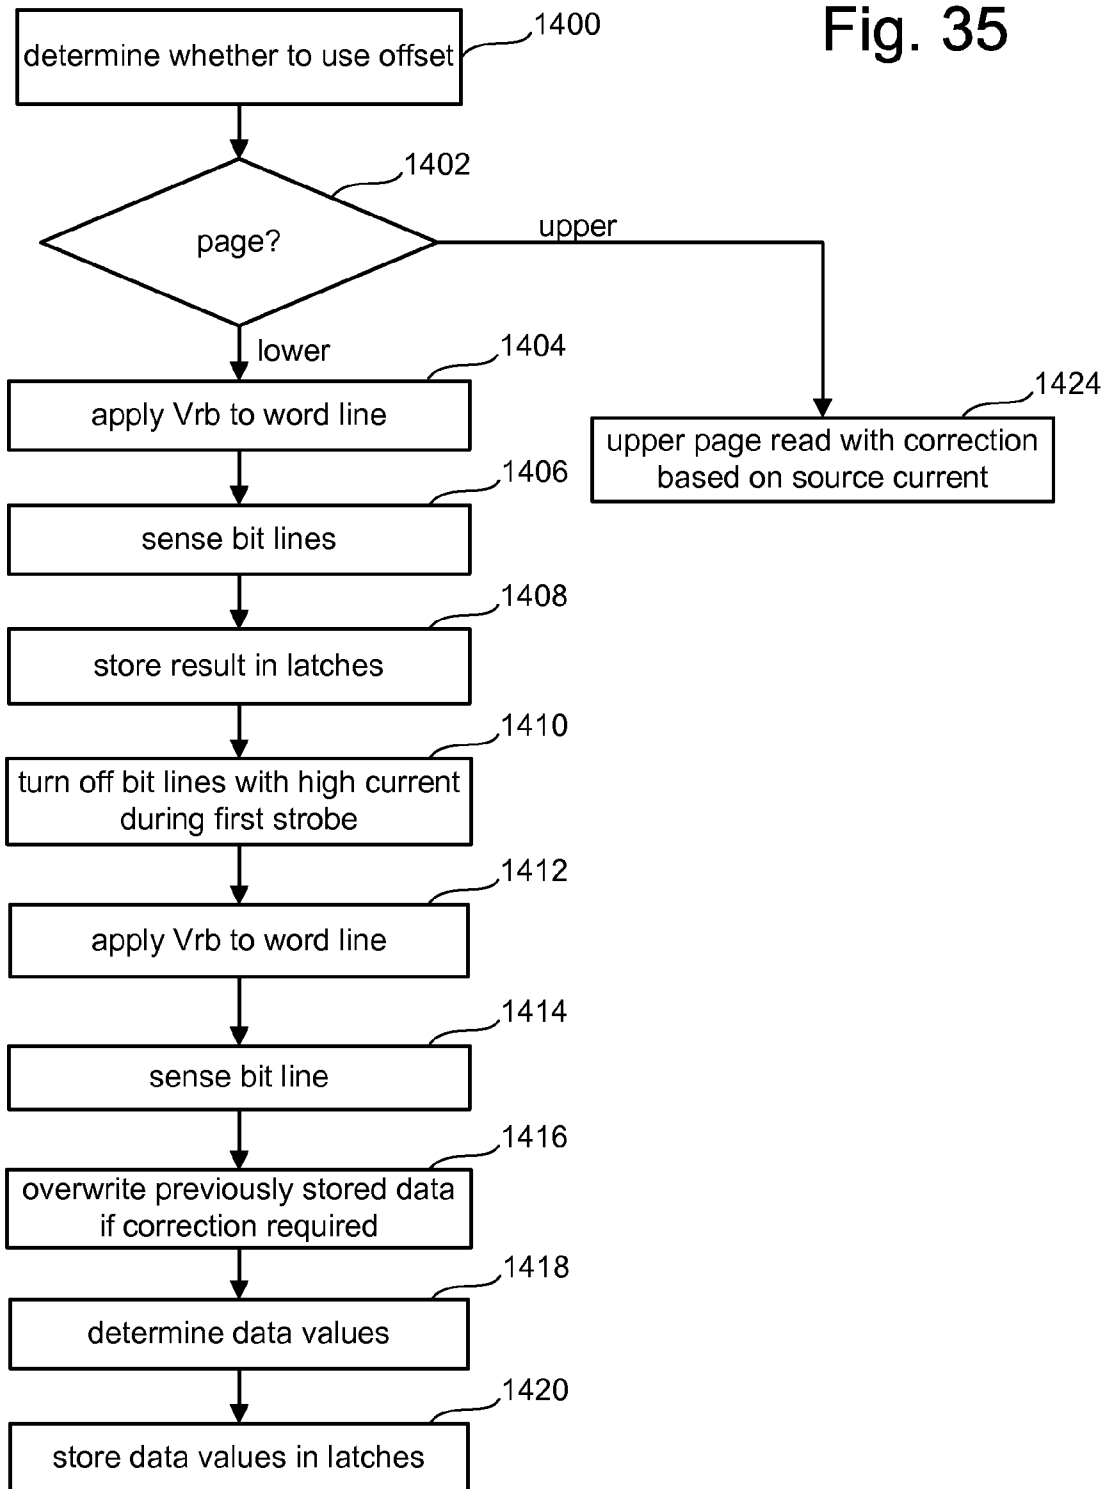 Fig. 35
1400
determine whether to use offset
1402
page?
upper
lower
1404
apply Vrb to word line
1424
upper page read with correction
based on source current
1406
sense bit lines
1408
store result in latches
1410
turn off bit lines with high current
during first strobe
1412
apply Vrb to word line
1414
sense bit line
1416
overwrite previously stored data
if correction required
1418
determine data values
1420
store data values in latches